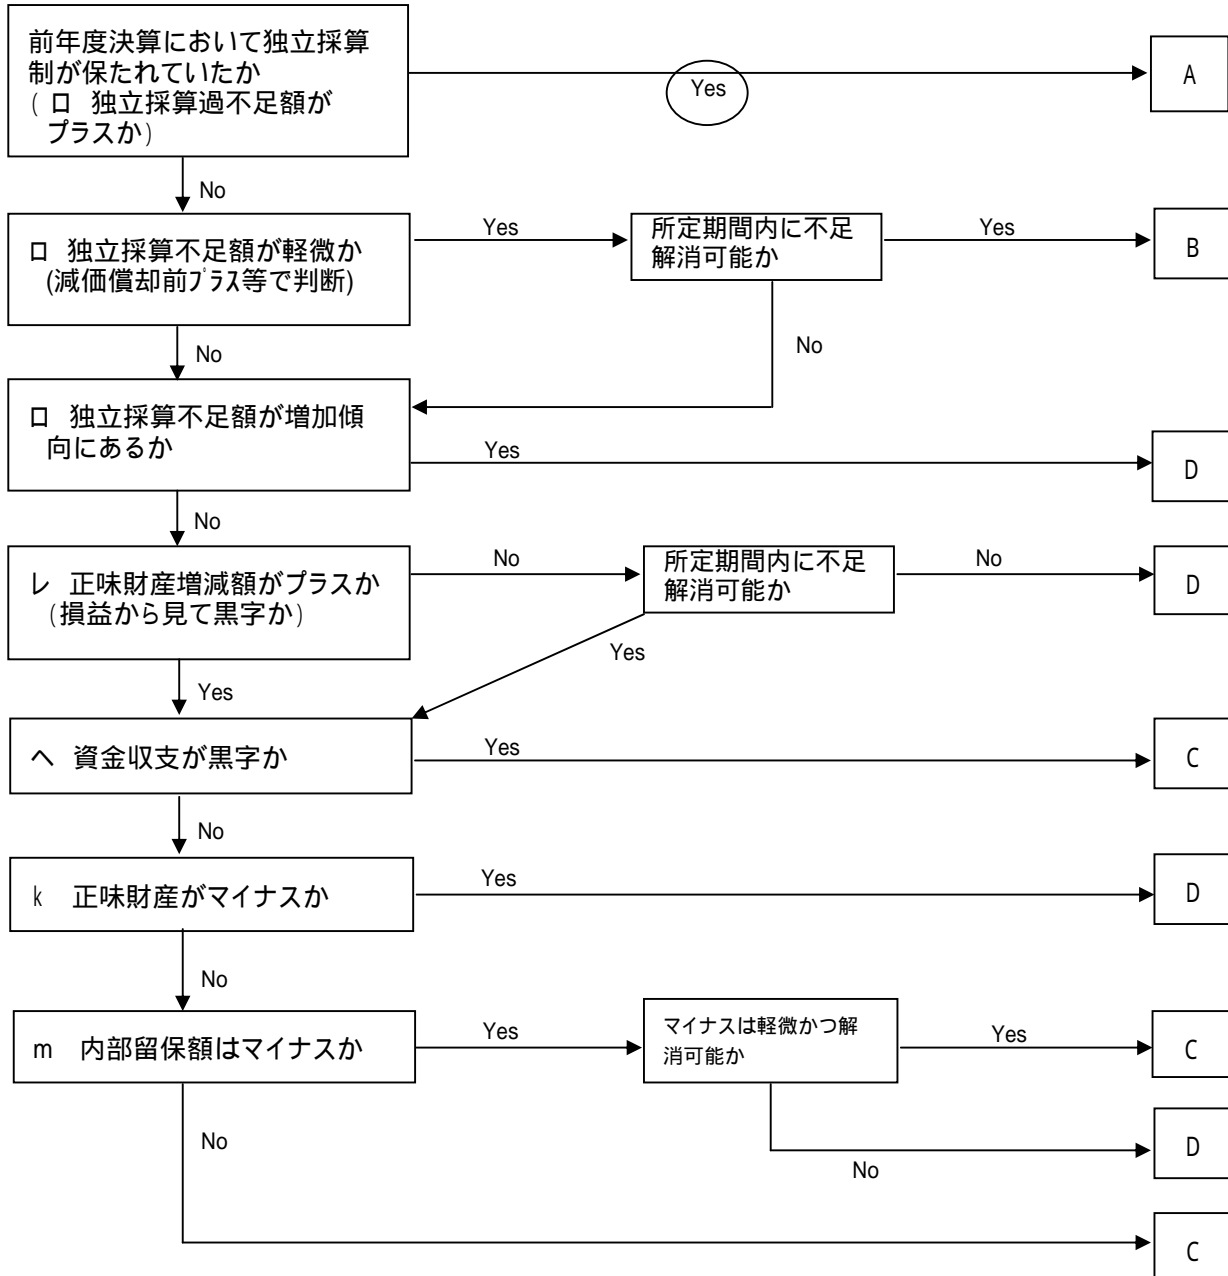 前年度決算において独立採算
制が保たれていたか
(ロ 独立採算過不足額が
プラスか)
Yes
A
No
ロ 独立採算不足額が軽微か
(減価償却前プラス等で判断)
Yes
所定期間内に不足
解消可能か
Yes
B
No
No
ロ 独立採算不足額が増加傾
向にあるか
Yes
D
No
レ 正味財産増減額がプラスか
(損益から見て黒字か)
No
所定期間内に不足
解消可能か
No
D
Yes
Yes
ヘ 資金収支が黒字か
Yes
C
No
k 正味財産がマイナスか
Yes
D
No
m 内部留保額はマイナスか
Yes
マイナスは軽微かつ解
消可能か
Yes
C
No
No
D
C